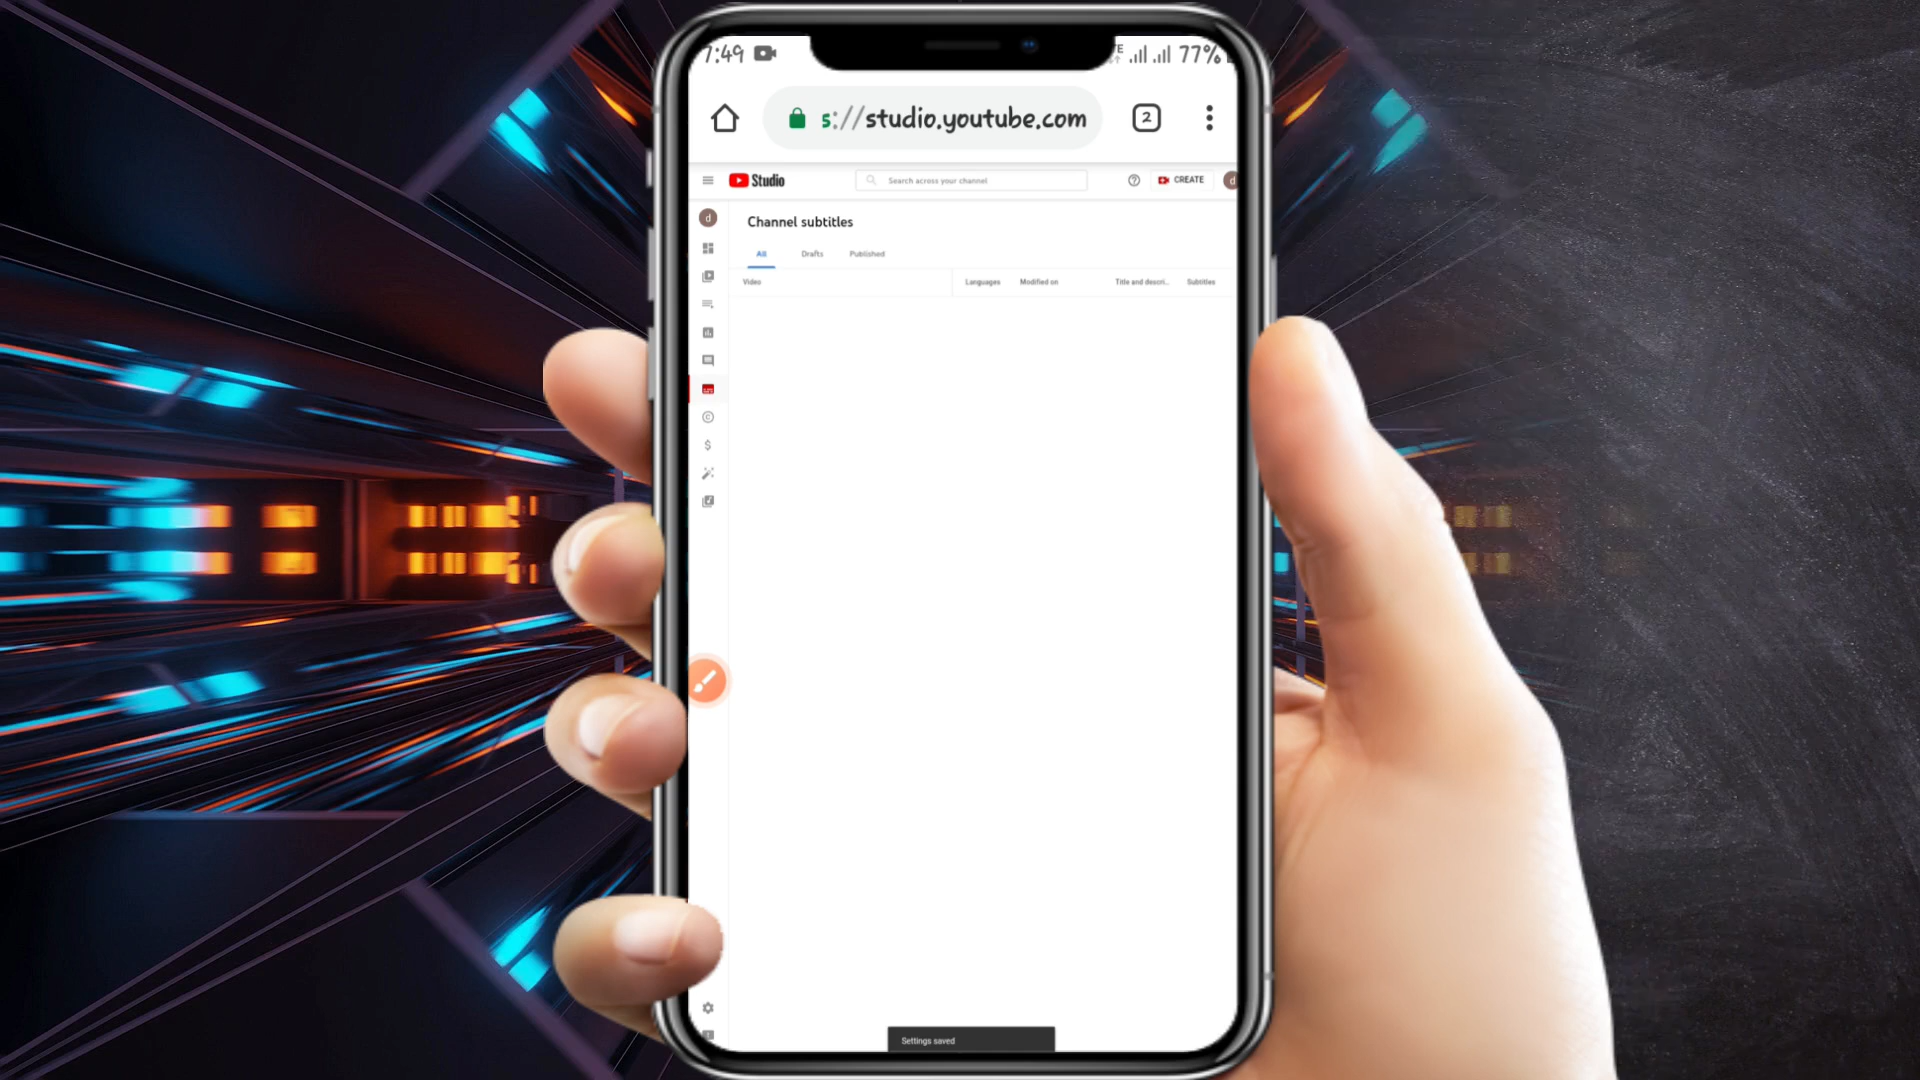 7:49 77%
s://studio.youtube.com 2
Studio Search across your channel CREATE d
d
Channel subtitles
All Drafts Published
Video Languages Modified on Title and descri... Subtitles
$
Settings saved